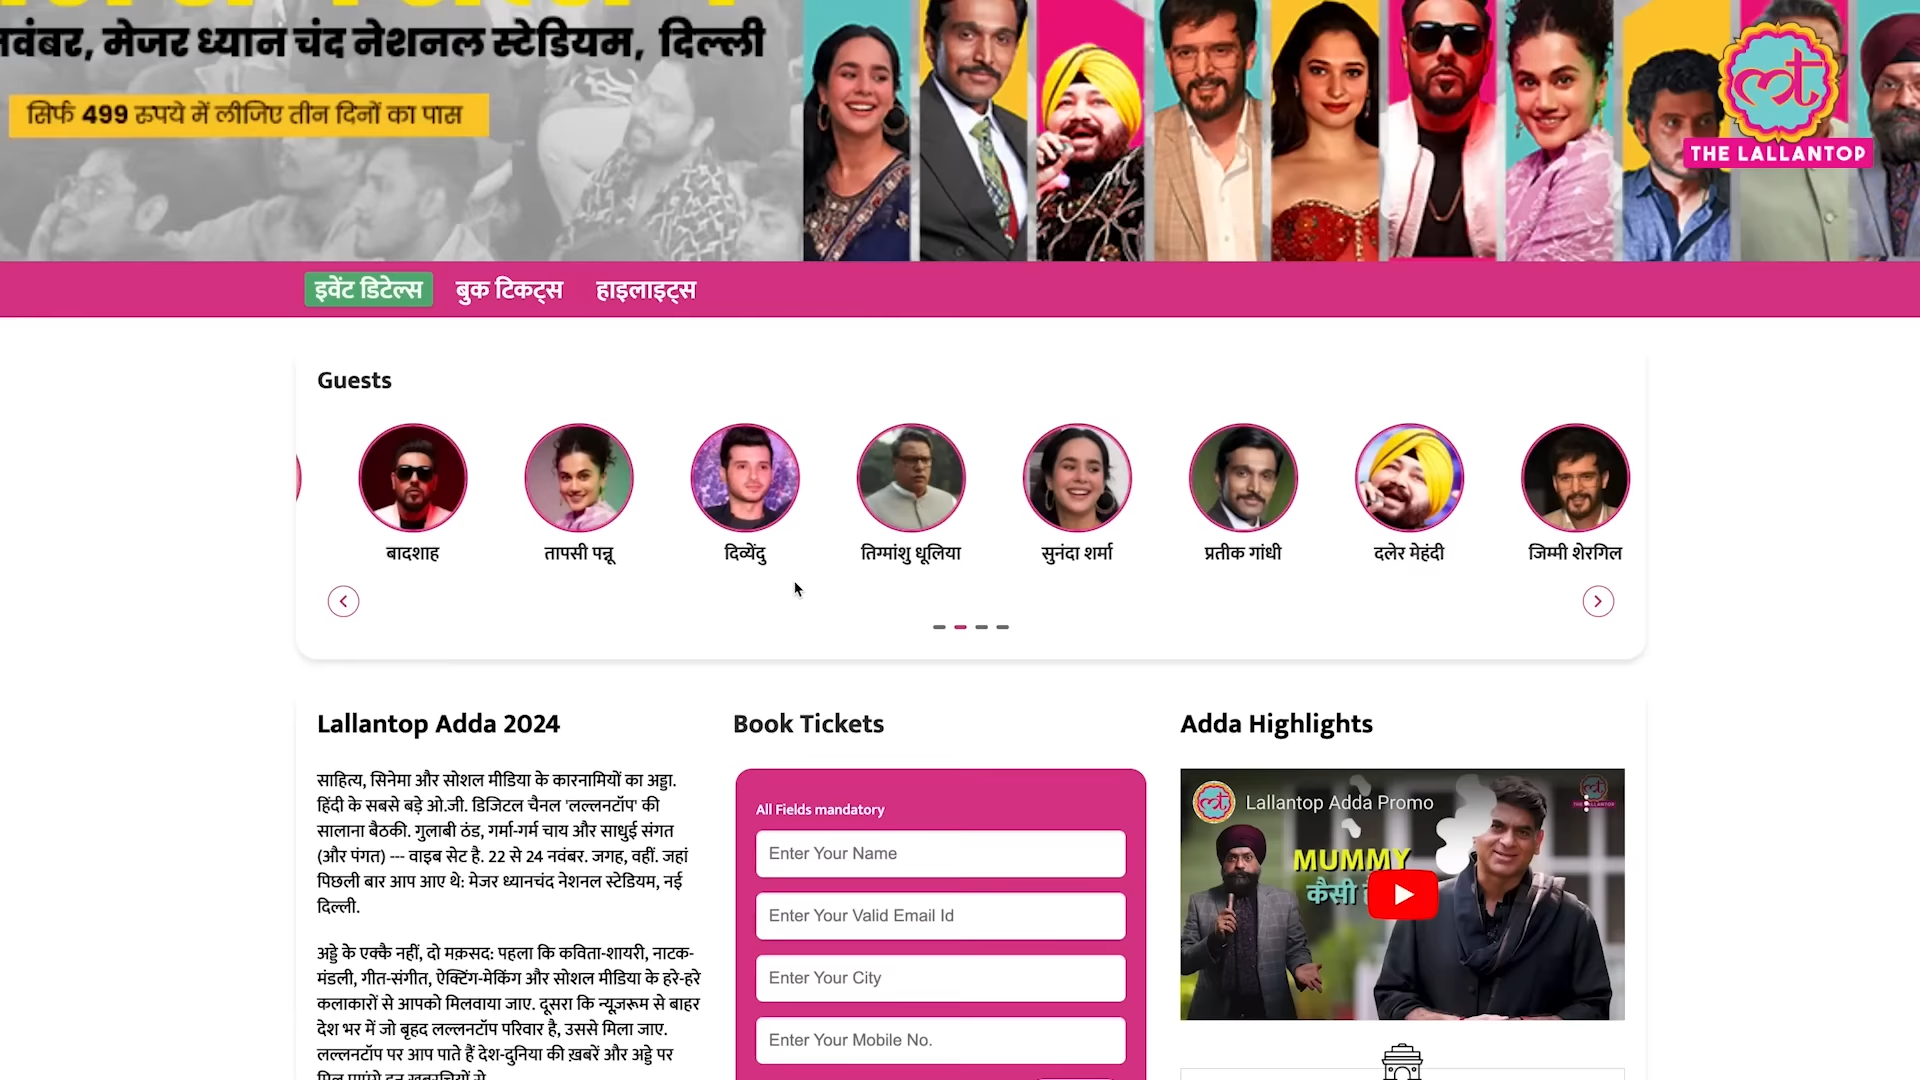 नवंबर, मेजर ध्यान चंद नेशनल स्टेडियम, दिल्ली
सिर्फ 499 रुपये में लीजिए तीन दिनों का पास
THE LALLANTOP
इवेंट डिटेल्स बुक टिकट्स हाइलाइट्स
Guests
बादशाह तापसी पन्नू दिव्येंदु तिग्मांशु धूलिया सुनंदा शर्मा प्रतीक गांधी दलेर मेहंदी जिम्मी शेरगिल
Lallantop Adda 2024
साहित्य, सिनेमा और सोशल मीडिया के कारनामियों का अड्डा.
हिंदी के सबसे बड़े ओ.जी. डिजिटल चैनल 'लल्लनटॉप' की
सालाना बैठकी. गुलाबी ठंड, गर्मा-गर्म चाय और साधुई संगत
(और पंगत) --- वाइब सेट है. 22 से 24 नवंबर. जगह, वहीं. जहां
पिछली बार आप आए थे: मेजर ध्यानचंद नेशनल स्टेडियम, नई
दिल्ली.
अड्डे के एक्कै नहीं, दो मक़सद: पहला कि कविता-शायरी, नाटक-
मंडली, गीत-संगीत, ऐक्टिंग-मेकिंग और सोशल मीडिया के हरे-हरे
कलाकारों से आपको मिलवाया जाए. दूसरा कि न्यूज़रूम से बाहर
देश भर में जो बृहद लल्लनटॉप परिवार है, उससे मिला जाए.
लल्लनटॉप पर आप पाते हैं देश-दुनिया की ख़बरें और अड्डे पर
Book Tickets
All Fields mandatory
Enter Your Name
Enter Your Valid Email Id
Enter Your City
Enter Your Mobile No.
Adda Highlights
Lallantop Adda Promo
MUMMY
कैसी